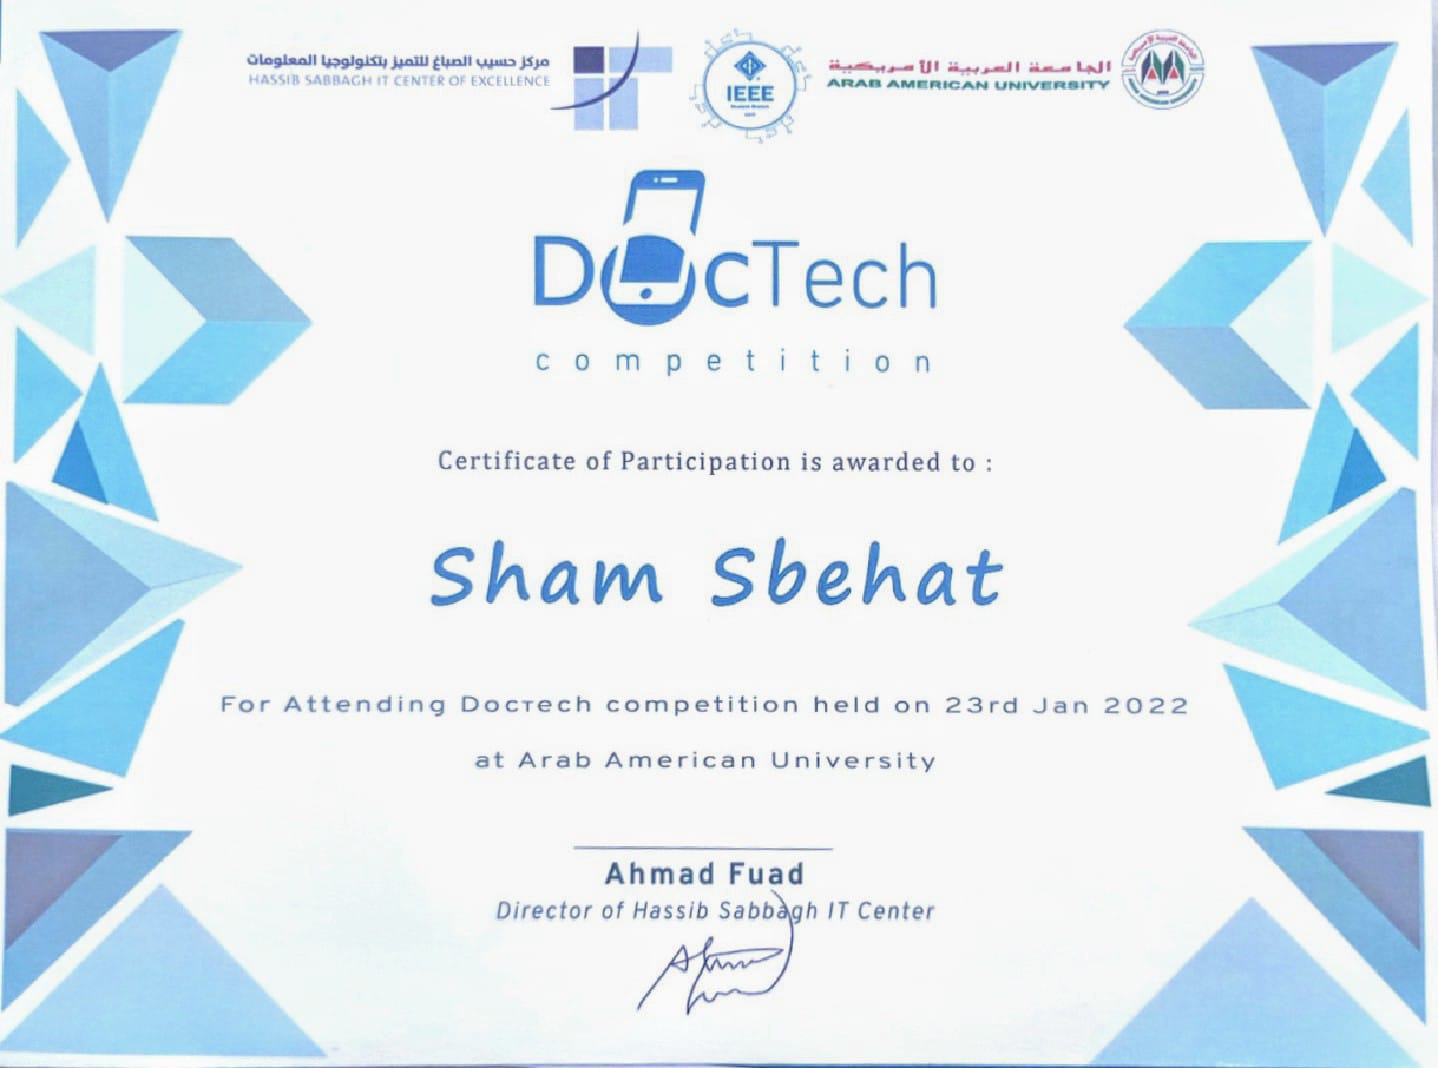 مركز حسيب الصباغ للتميز بتكنولوجيا المعلومات
HASSIB SABBAGH IT CENTER OF EXCELLENCE
IEEE
Student Branch
الجامعة العربية الأمريكية
ARAB AMERICAN UNIVERSITY
DocTech
competition
Certificate of Participation is awarded to :
Sham Sbehat
For Attending DocTech competition held on 23rd Jan 2022
at Arab American University
Ahmad Fuad
Director of Hassib Sabbagh IT Center